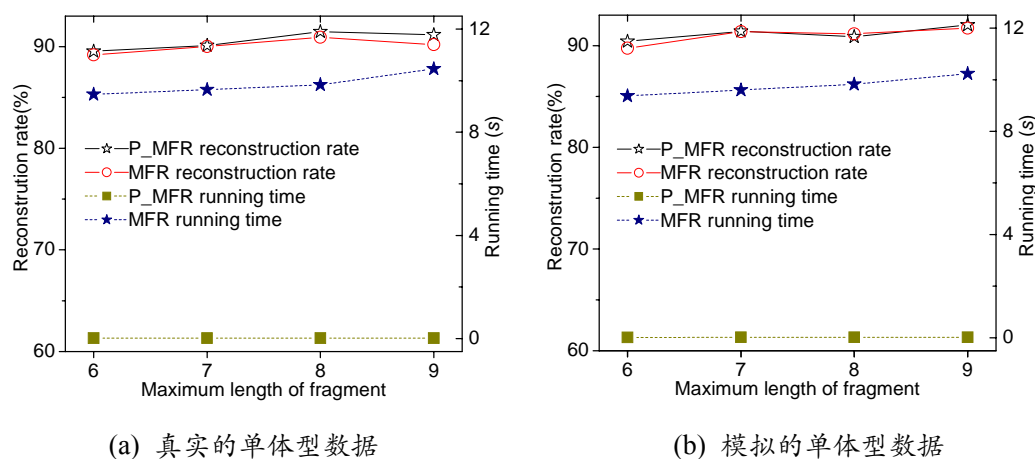 90
80
70
60
Reconstrution rate(%)
12
8
4
0
Running time (s)
P_MFR reconstruction rate
MFR reconstruction rate
P_MFR running time
MFR running time
6 7 8 9
Maximum length of fragment
(a) 真实的单体型数据
90
80
70
60
Reconstruction rate(%)
12
8
4
0
Running time (s)
P_MFR reconstruction rate
MFR reconstruction rate
P_MFR running time
MFR running time
6 7 8 9
Maximum length of fragment
(b) 模拟的单体型数据